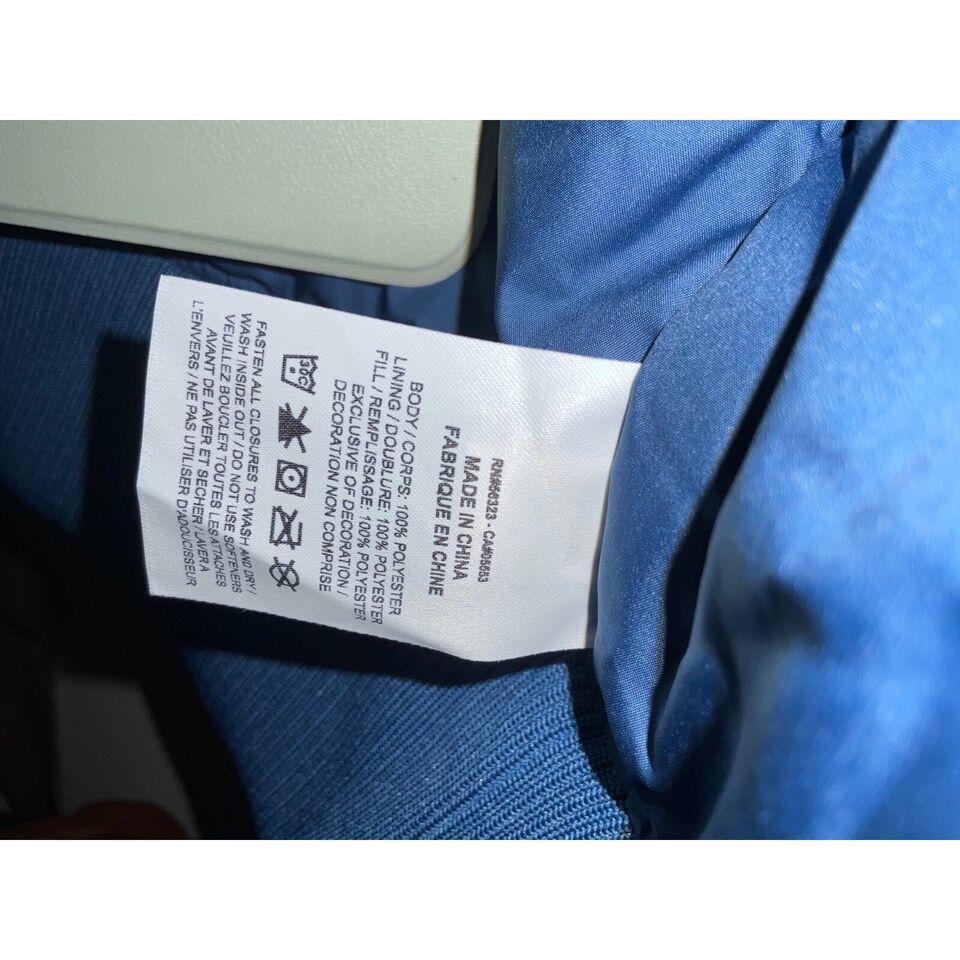 RN#56323 - CA#05553
MADE IN CHINA
FABRIQUE EN CHINE
BODY / CORPS: 100% POLYESTER
LINING / DOUBLURE: 100% POLYESTER
FILL / REMPLISSAGE: 100% POLYESTER
EXCLUSIVE OF DECORATION /
DECORATION NON COMPRISE
30C
FASTEN ALL CLOSURES TO WASH AND DRY /
WASH INSIDE OUT / DO NOT USE SOFTENERS
VEUILLEZ BOUCLER TOUTES LES ATTACHES
AVANT DE LAVER ET SECHER / LAVER A
L'ENVERS / NE PAS UTILISER D'ADOUCISSEUR